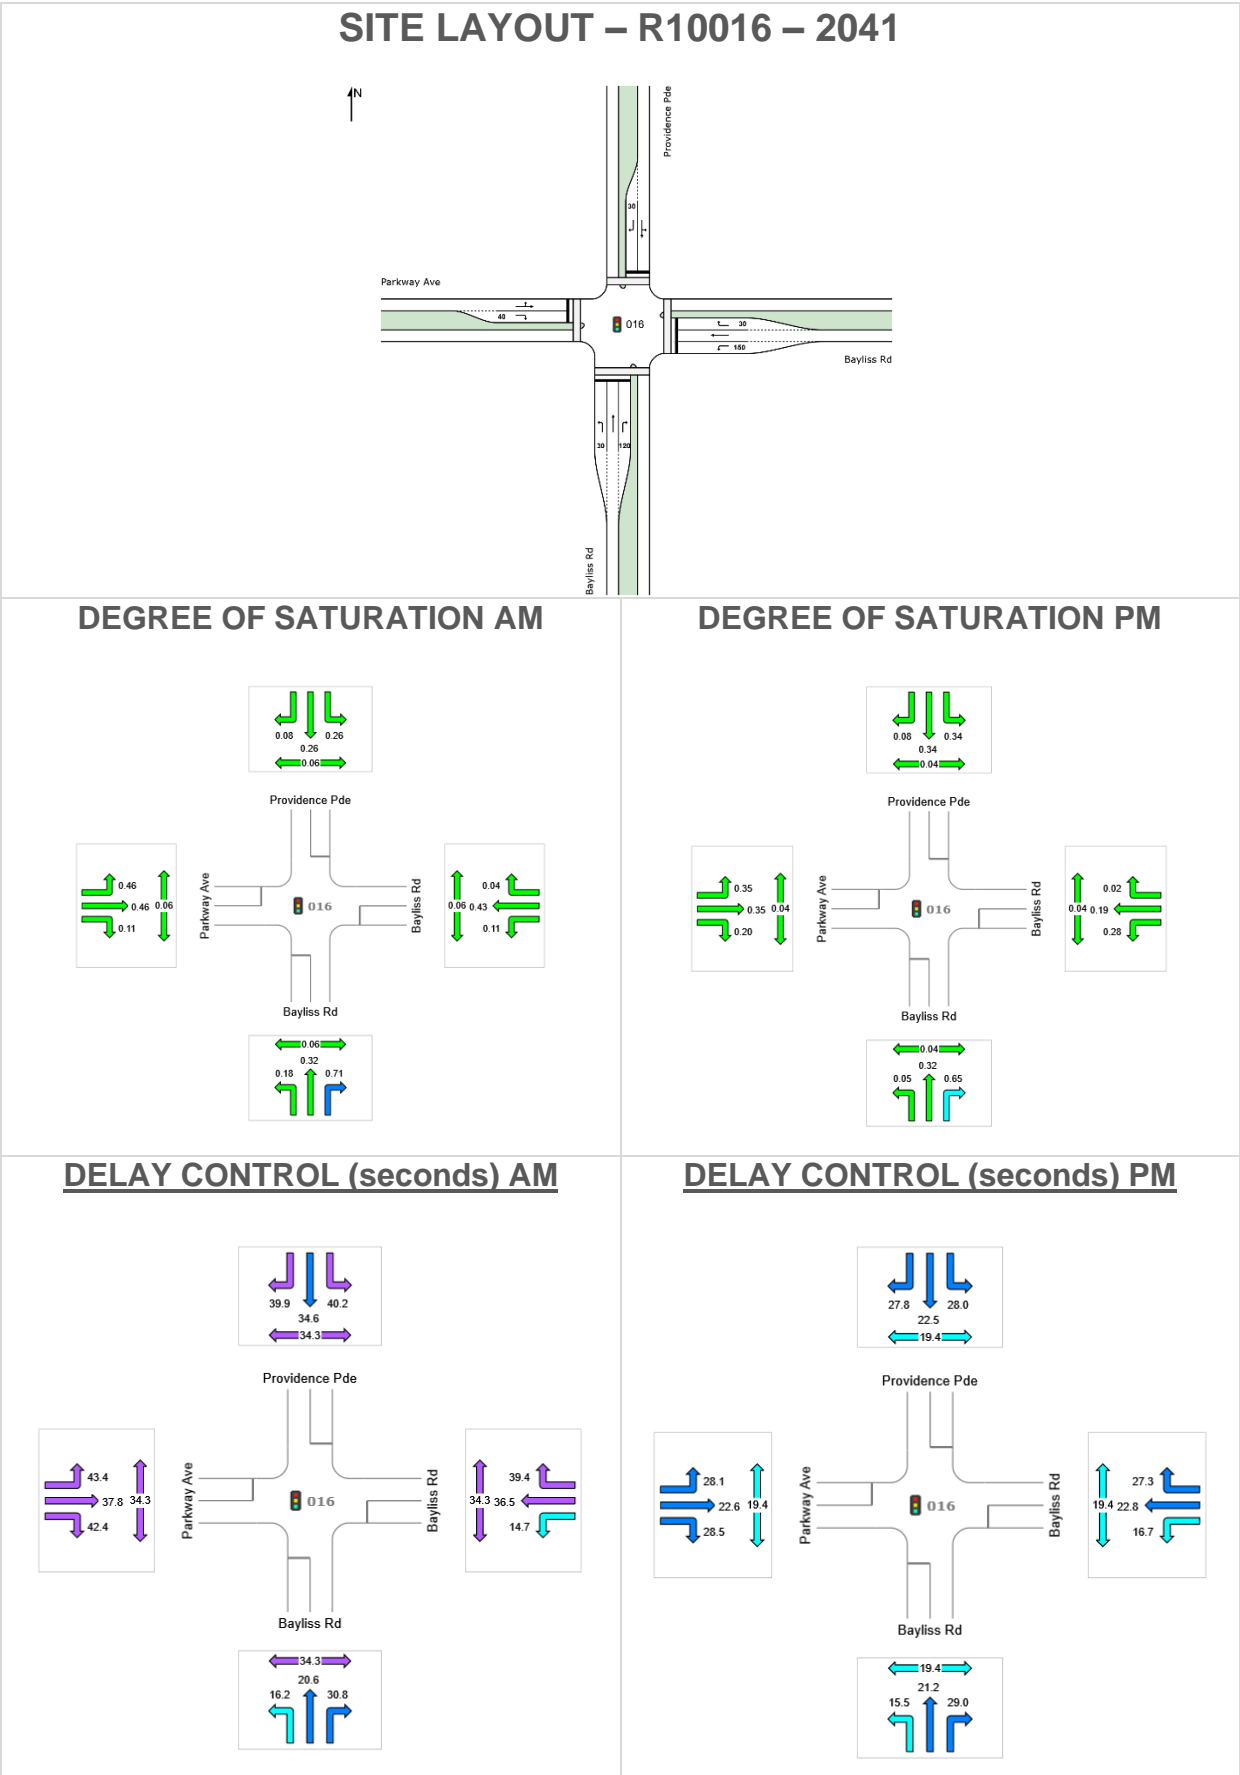 SITE LAYOUT – R10016 – 2041
N
Providence Pde
30
Parkway Ave
40
016
30
150
Bayliss Rd
30
120
Bayliss Rd
DEGREE OF SATURATION AM
0.08
0.26
0.26
0.06
Providence Pde
0.46
0.46
0.06
0.11
Parkway Ave
016
Bayliss Rd
0.04
0.06
0.43
0.11
Bayliss Rd
0.06
0.32
0.18
0.71
DEGREE OF SATURATION PM
0.08
0.34
0.34
0.04
Providence Pde
0.35
0.35
0.04
0.20
Parkway Ave
016
Bayliss Rd
0.02
0.04
0.19
0.28
Bayliss Rd
0.04
0.32
0.05
0.65
DELAY CONTROL (seconds) AM
39.9
40.2
34.6
34.3
Providence Pde
43.4
37.8
34.3
42.4
Parkway Ave
016
Bayliss Rd
39.4
34.3
36.5
14.7
Bayliss Rd
34.3
20.6
16.2
30.8
DELAY CONTROL (seconds) PM
27.8
28.0
22.5
19.4
Providence Pde
28.1
22.6
19.4
28.5
Parkway Ave
016
Bayliss Rd
27.3
19.4
22.8
16.7
Bayliss Rd
19.4
21.2
15.5
29.0